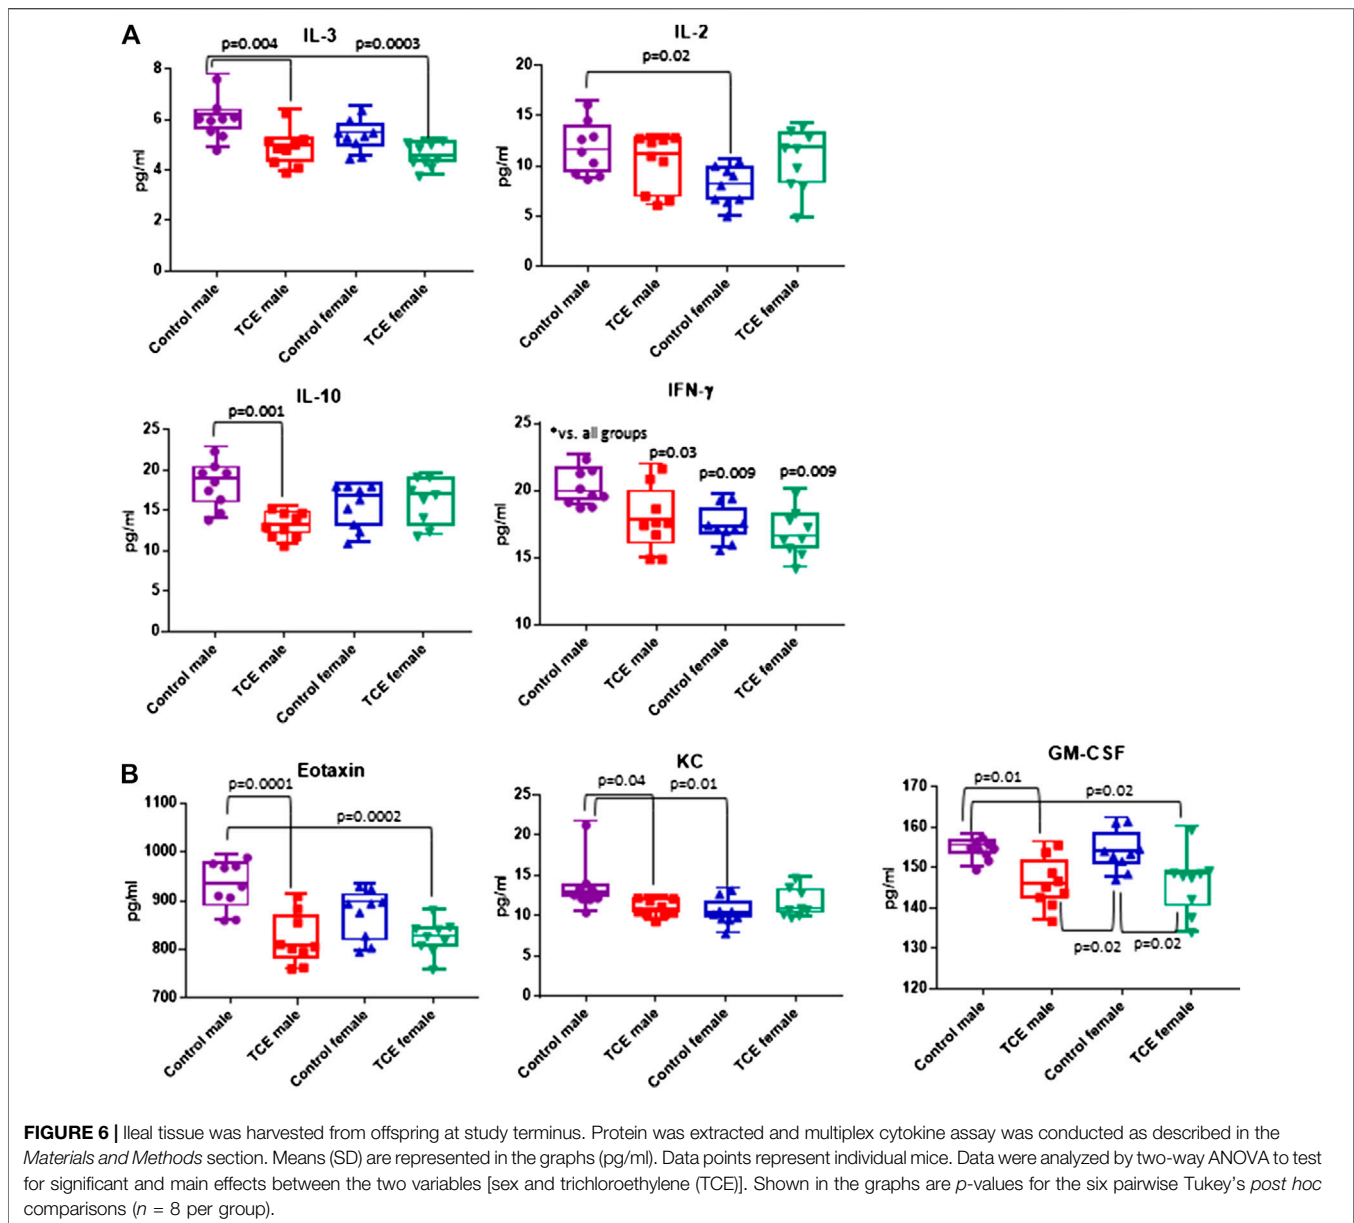 A
IL-3
p=0.004 p=0.0003
8
6
4
2
0
pg/ml
Control male
TCE male
Control female
TCE female
IL-2
p=0.02
20
15
10
5
0
pg/ml
Control male
TCE male
Control female
TCE female
IL-10
p=0.001
25
20
15
10
5
0
pg/ml
Control male
TCE male
Control female
TCE female
IFN-γ
*vs. all groups
p=0.03
p=0.009 p=0.009
25
20
15
10
pg/ml
Control male
TCE male
Control female
TCE female
B
Eotaxin
p=0.0001
p=0.0002
1100
1000
900
800
700
pg/ml
Control male
TCE male
Control female
TCE female
KC
p=0.04 p=0.01
25
20
15
10
5
0
pg/ml
Control male
TCE male
Control female
TCE female
GM-CSF
p=0.01
p=0.02
170
160
150
140
130
120
pg/ml
p=0.02 p=0.02
Control male
TCE male
Control female
TCE female
FIGURE 6 | Ileal tissue was harvested from offspring at study terminus. Protein was extracted and multiplex cytokine assay was conducted as described in the
Materials and Methods section. Means (SD) are represented in the graphs (pg/ml). Data points represent individual mice. Data were analyzed by two-way ANOVA to test
for significant and main effects between the two variables [sex and trichloroethylene (TCE)]. Shown in the graphs are p-values for the six pairwise Tukey's post hoc
comparisons (n = 8 per group).